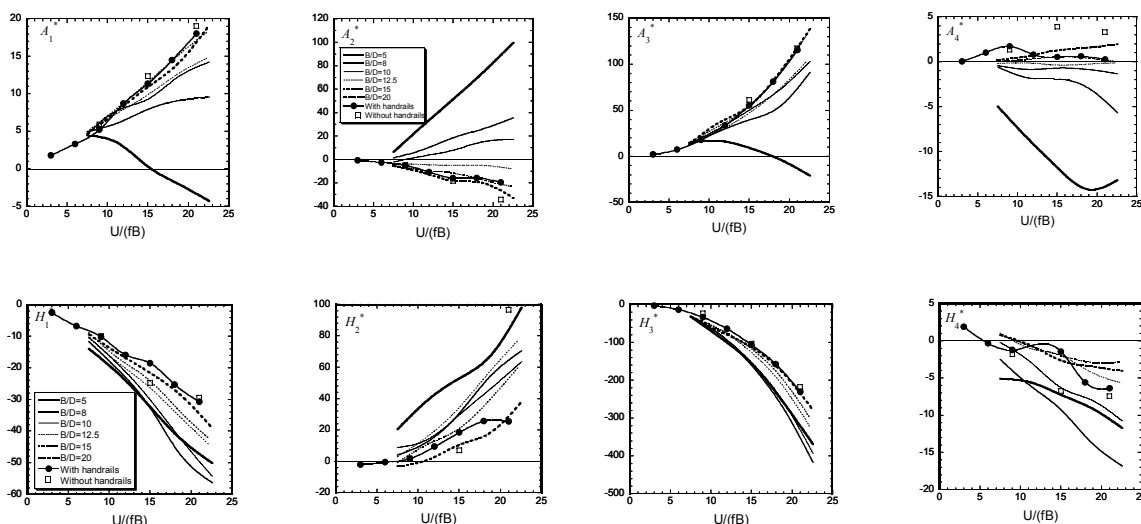 A₁*
20
15
10
5
0
-5
0 5 10 15 20 25
U/(fB)
A₂*
120
100
80
60
40
20
0
-20
-40
B/D=5
B/D=8
B/D=10
B/D=12.5
B/D=15
B/D=20
With handrails
Without handrails
0 5 10 15 20 25
U/(fB)
A₃*
150
100
50
0
-50
0 5 10 15 20 25
U/(fB)
A₄*
5
0
-5
-10
-15
0 5 10 15 20 25
U/(fB)
H₁
0
-10
-20
-30
-40
-50
-60
B/D=5
B/D=8
B/D=10
B/D=12.5
B/D=15
B/D=20
With handrails
Without handrails
0 5 10 15 20 25
U/(fB)
H₂*
100
80
60
40
20
0
-20
0 5 10 15 20 25
U/(fB)
H₃*
0
-100
-200
-300
-400
-500
0 5 10 15 20 25
U/(fB)
H₄*
5
0
-5
-10
-15
-20
0 5 10 15 20 25
U/(fB)